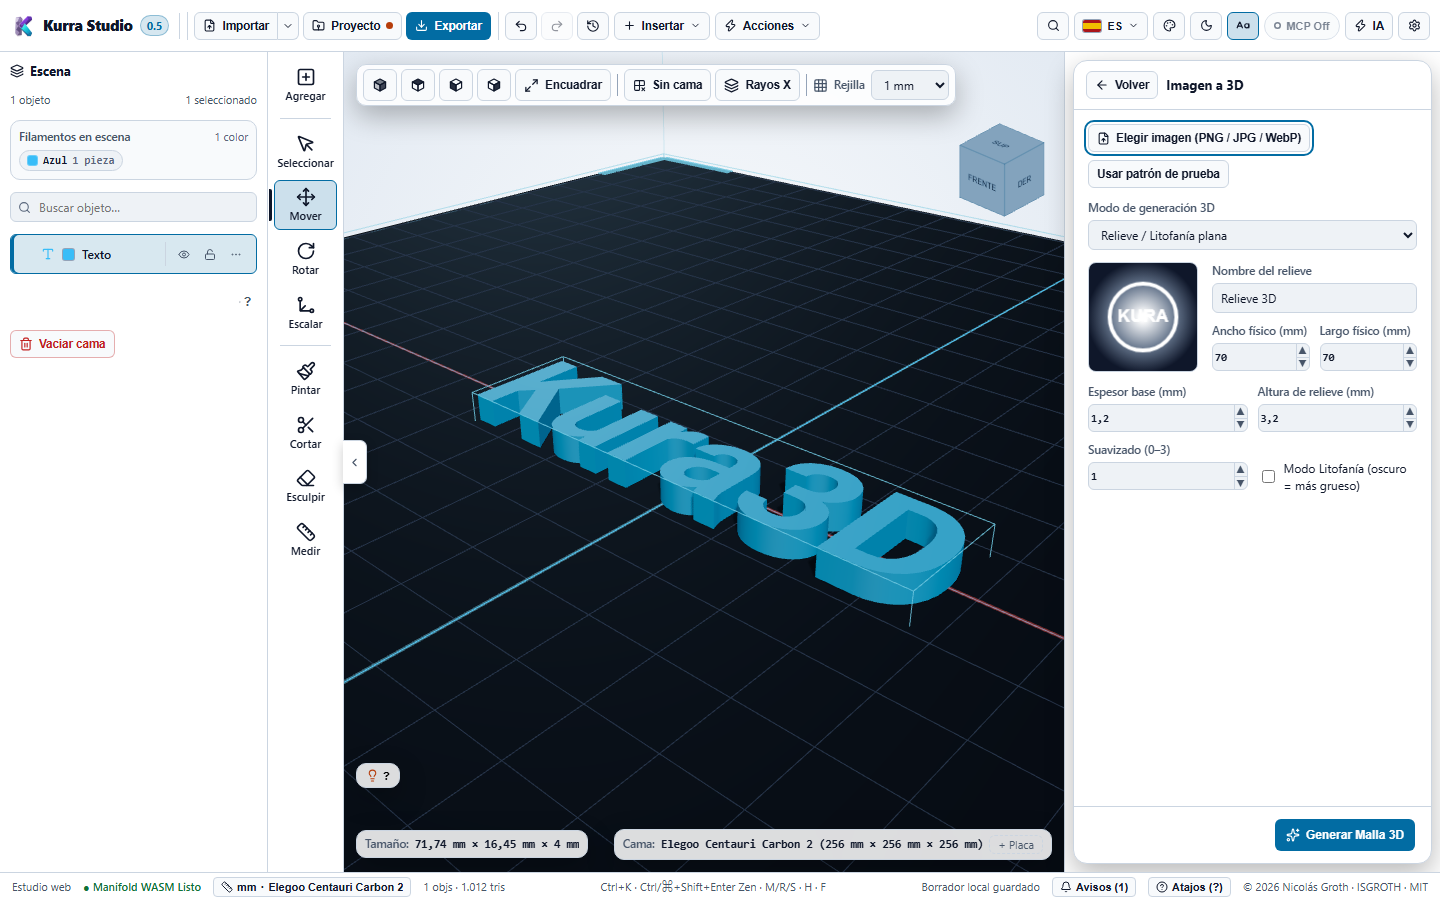 Kurra Studio 0.5
Importar
Proyecto
Exportar
Insertar
Acciones
ES
Aa
MCP Off
IA
Escena
1 objeto
1 seleccionado
Filamentos en escena
1 color
Azul 1 pieza
Buscar objeto...
Texto
?
Vaciar cama
Agregar
Seleccionar
Mover
Rotar
Escalar
Pintar
Cortar
Esculpir
Medir
Encuadrar
Sin cama
Rayos X
Rejilla
1 mm
SUP
FRENTE
DER
Kurra3D
?
Tamaño: 71,74 mm × 16,45 mm × 4 mm
Cama: Elegoo Centauri Carbon 2 (256 mm × 256 mm × 256 mm)
+ Placa
Volver
Imagen a 3D
Elegir imagen (PNG / JPG / WebP)
Usar patrón de prueba
Modo de generación 3D
Relieve / Litofanía plana
KURA
Nombre del relieve
Relieve 3D
Ancho físico (mm)
Largo físico (mm)
70
70
Espesor base (mm)
Altura de relieve (mm)
1,2
3,2
Suavizado (0–3)
1
Modo Litofanía (oscuro
= más grueso)
Generar Malla 3D
Estudio web
Manifold WASM Listo
mm · Elegoo Centauri Carbon 2
1 objs · 1.012 tris
Ctrl+K · Ctrl/⌘+Shift+Enter Zen · M/R/S · H · F
Borrador local guardado
Avisos (1)
Atajos (?)
© 2026 Nicolás Groth · ISGROTH · MIT